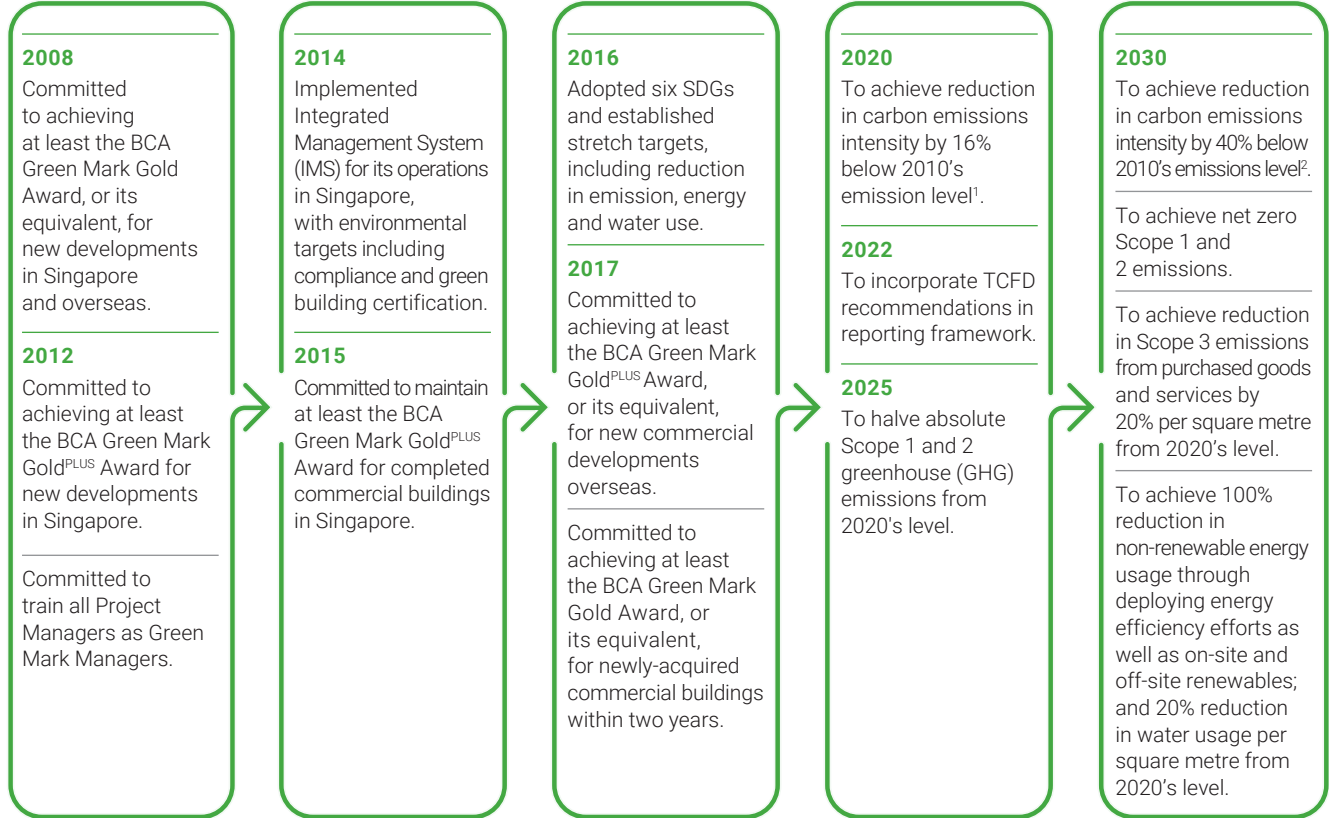 2008
Committed
to achieving
at least the BCA
Green Mark Gold
Award, or its
equivalent, for
new developments
in Singapore
and overseas.
2012
Committed to
achieving at least
the BCA Green Mark
GoldPLUS Award for
new developments
in Singapore.
Committed to
train all Project
Managers as Green
Mark Managers.
2014
Implemented
Integrated
Management System
(IMS) for its operations
in Singapore,
with environmental
targets including
compliance and green
building certification.
2015
Committed to maintain
at least the BCA
Green Mark GoldPLUS
Award for completed
commercial buildings
in Singapore.
2016
Adopted six SDGs
and established
stretch targets,
including reduction
in emission, energy
and water use.
2017
Committed to
achieving at least
the BCA Green Mark
GoldPLUS Award,
or its equivalent,
for new commercial
developments
overseas.
Committed to
achieving at least
the BCA Green Mark
Gold Award, or
its equivalent,
for newly-acquired
commercial buildings
within two years.
2020
To achieve reduction
in carbon emissions
intensity by 16%
below 2010's
emission level1.
2022
To incorporate TCFD
recommendations in
reporting framework.
2025
To halve absolute
Scope 1 and 2
greenhouse (GHG)
emissions from
2020's level.
2030
To achieve reduction
in carbon emissions
intensity by 40% below
2010's emissions level2.
To achieve net zero
Scope 1 and
2 emissions.
To achieve reduction
in Scope 3 emissions
from purchased goods
and services by
20% per square metre
from 2020's level.
To achieve 100%
reduction in
non-renewable energy
usage through
deploying energy
efficiency efforts as
well as on-site and
off-site renewables;
and 20% reduction
in water usage per
square metre from
2020's level.